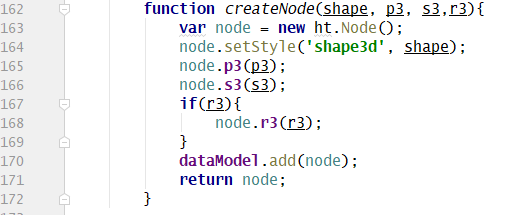 162 function createNode(shape, p3, s3,r3){
163 var node = new ht.Node();
164 node.setStyle('shape3d', shape);
165 node.p3(p3);
166 node.s3(s3);
167 if(r3){
168 node.r3(r3);
169 }
170 dataModel.add(node);
171 return node;
172 }